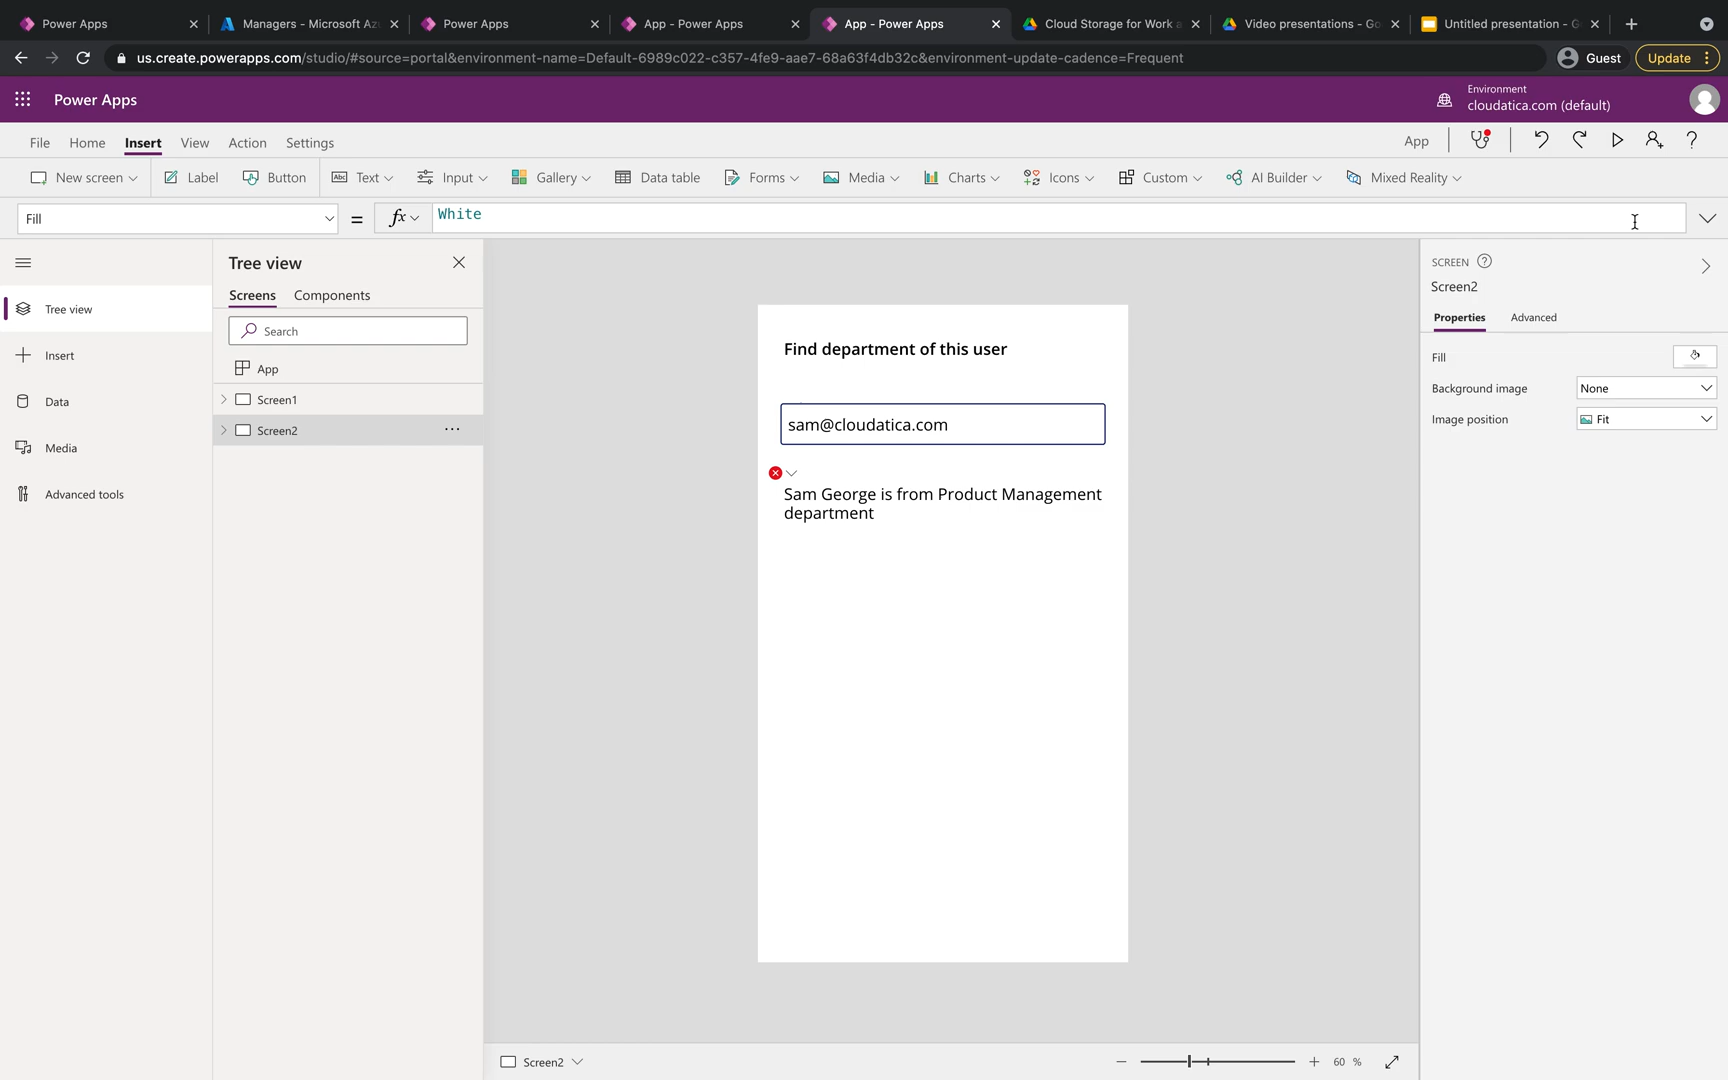 Power Apps
Managers - Microsoft Az
Power Apps
App - Power Apps
App - Power Apps
Cloud Storage for Work a
Video presentations - Go
Untitled presentation - G
us.create.powerapps.com/studio/#source=portal&environment-name=Default-6989c022-c357-4fe9-aae7-68a63f4db32c&environment-update-cadence=Frequent
Guest
Update
Power Apps
Environment
cloudatica.com (default)
File Home Insert View Action Settings
App
New screen Label Button Text Input Gallery Data table Forms Media Charts Icons Custom AI Builder Mixed Reality
Fill
= fx White
Tree view
Insert
Data
Media
Advanced tools
Tree view
Screens Components
Search
App
Screen1
Screen2
Find department of this user
sam@cloudatica.com
Sam George is from Product Management
department
SCREEN
Screen2
Properties Advanced
Fill
Background image None
Image position Fit
Screen2
60 %